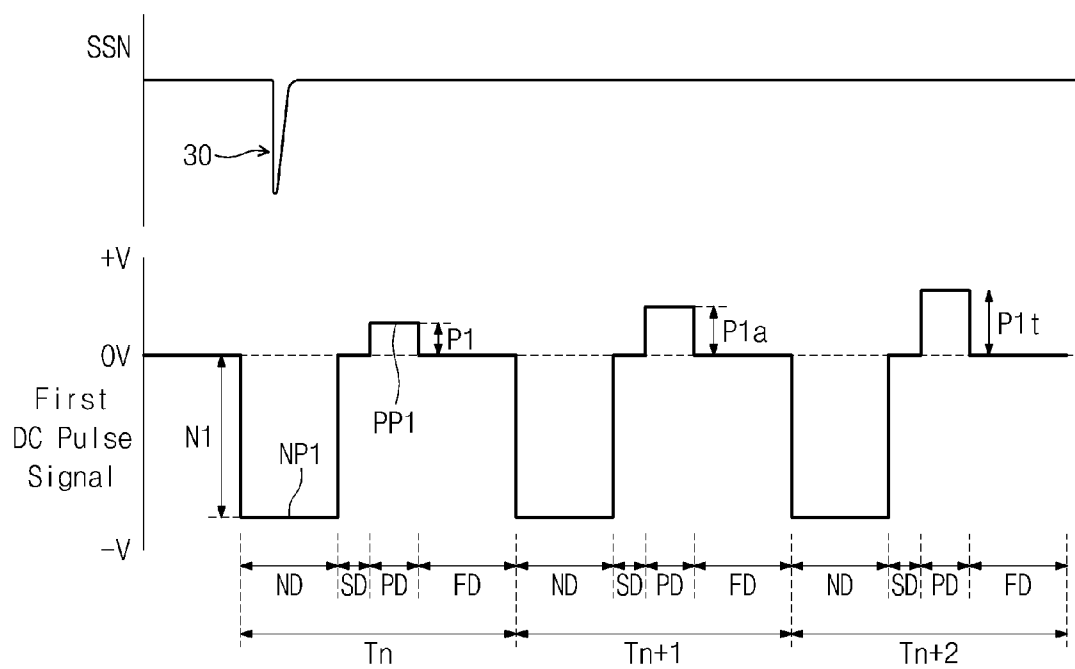 SSN
30
+V
0V
-V
First
DC Pulse
Signal
N1
NP1
PP1
P1
P1a
P1t
ND SD PD FD ND SD PD FD ND SD PD FD
Tn Tn+1 Tn+2